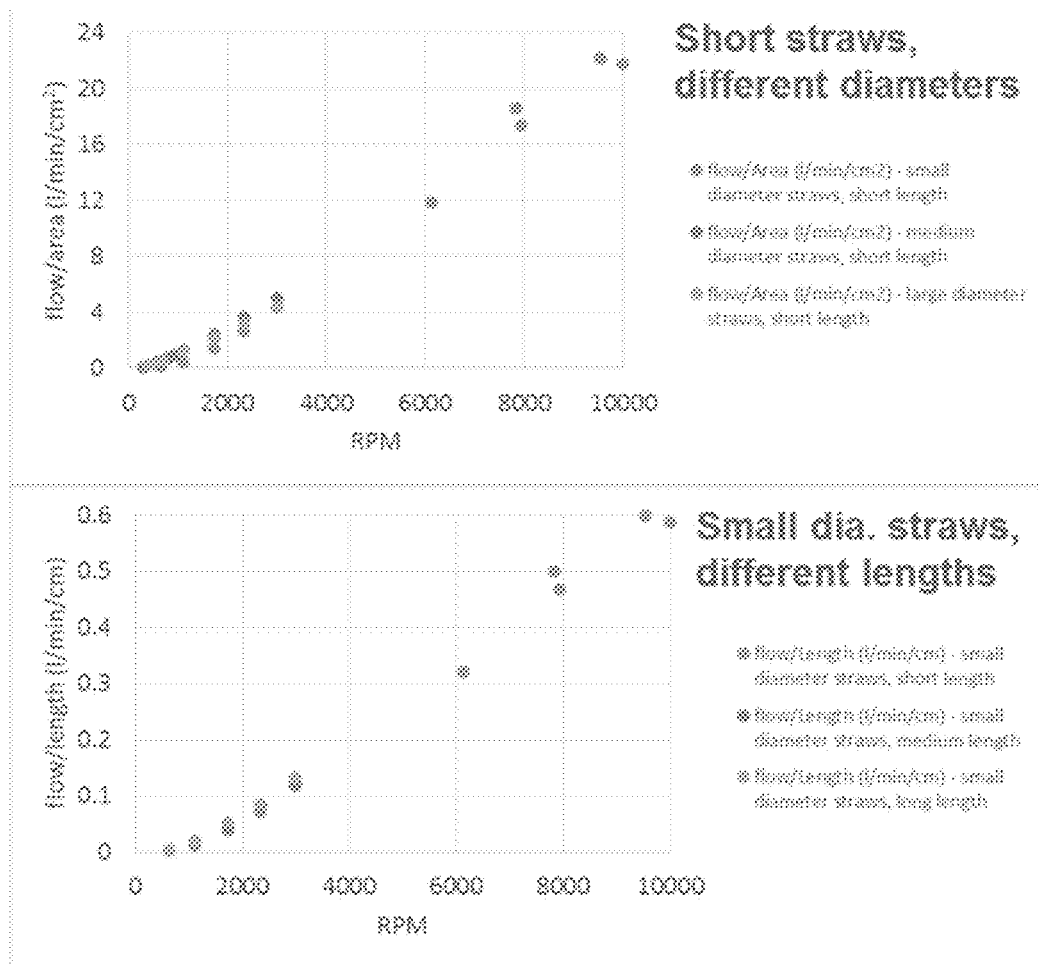 24
20
16
12
8
4
0
flow/area (l/min/cm²)
0 2000 4000 6000 8000 10000
RPM
Short straws,
different diameters
flow/Area (l/min/cm2) - small
diameter straws, short length
flow/Area (l/min/cm2) - medium
diameter straws, short length
flow/Area (l/min/cm2) - large diameter
straws, short length
0.6
0.5
0.4
0.3
0.2
0.1
0
flow/length (l/min/cm)
0 2000 4000 6000 8000 10000
RPM
Small dia. straws,
different lengths
flow/Length (l/min/cm) - small
diameter straws, short length
flow/Length (l/min/cm) - small
diameter straws, medium length
flow/Length (l/min/cm) - small
diameter straws, long length